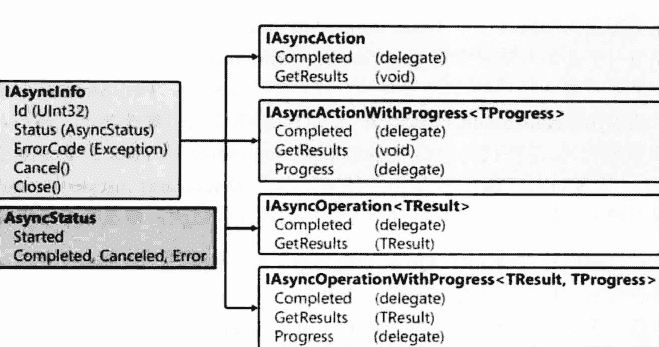 IAsyncInfo
Id (UInt32)
Status (AsyncStatus)
ErrorCode (Exception)
Cancel()
Close()
AsyncStatus
Started
Completed, Canceled, Error
IAsyncAction
Completed (delegate)
GetResults (void)
IAsyncActionWithProgress<TProgress>
Completed (delegate)
GetResults (void)
Progress (delegate)
IAsyncOperation<TResult>
Completed (delegate)
GetResults (TResult)
IAsyncOperationWithProgress<TResult, TProgress>
Completed (delegate)
GetResults (TResult)
Progress (delegate)